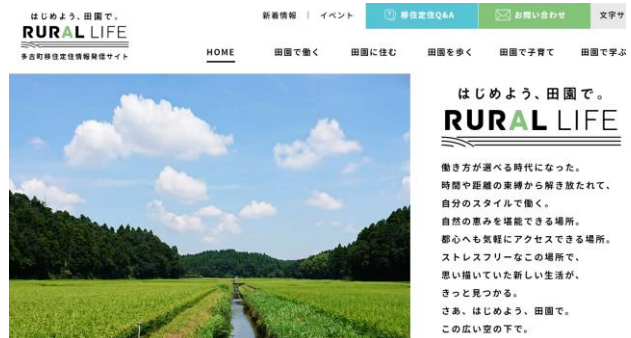 はじめよう、田園で。
RURAL LIFE
多古町移住定住情報発信サイト
新着情報 | イベント
移住定住Q&A
お問い合わせ
文字サ
HOME
田園で働く
田園に住む
田園を歩く
田園で子育て
田園で学ぶ
はじめよう、田園で。
RURAL LIFE
働き方が選べる時代になった。
時間や距離の束縛から解き放たれて、
自分のスタイルで働く。
自然の恵みを堪能できる場所。
都心へも気軽にアクセスできる場所。
ストレスフリーなこの場所で、
思い描いていた新しい生活が、
きっと見つかる。
さあ、はじめよう、田園で。
この広い空の下で。